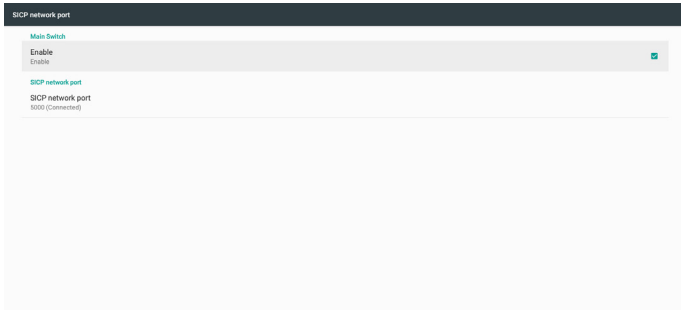 SICP network port
Main Switch
Enable
Enable
SICP network port
SICP network port
5000 (Connected)